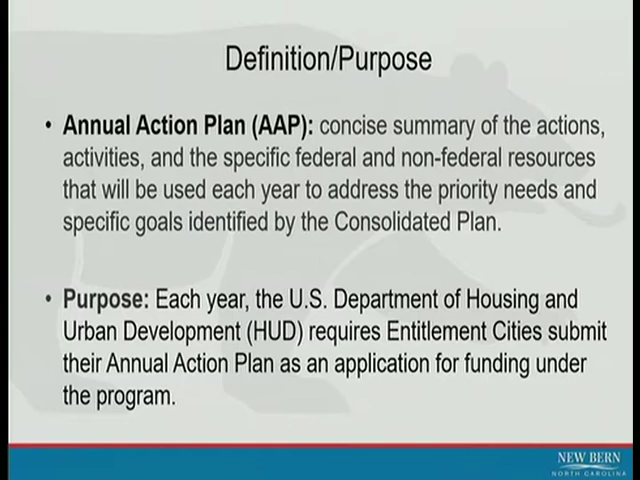 Definition/Purpose
• Annual Action Plan (AAP): concise summary of the actions,
activities, and the specific federal and non-federal resources
that will be used each year to address the priority needs and
specific goals identified by the Consolidated Plan.
• Purpose: Each year, the U.S. Department of Housing and
Urban Development (HUD) requires Entitlement Cities submit
their Annual Action Plan as an application for funding under
the program.
NEW BERN
NORTH CAROLINA